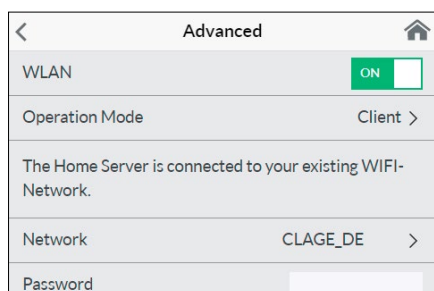 Advanced
WLAN ON
Operation Mode Client
The Home Server is connected to your existing WIFI-
Network.
Network CLAGE_DE
Password